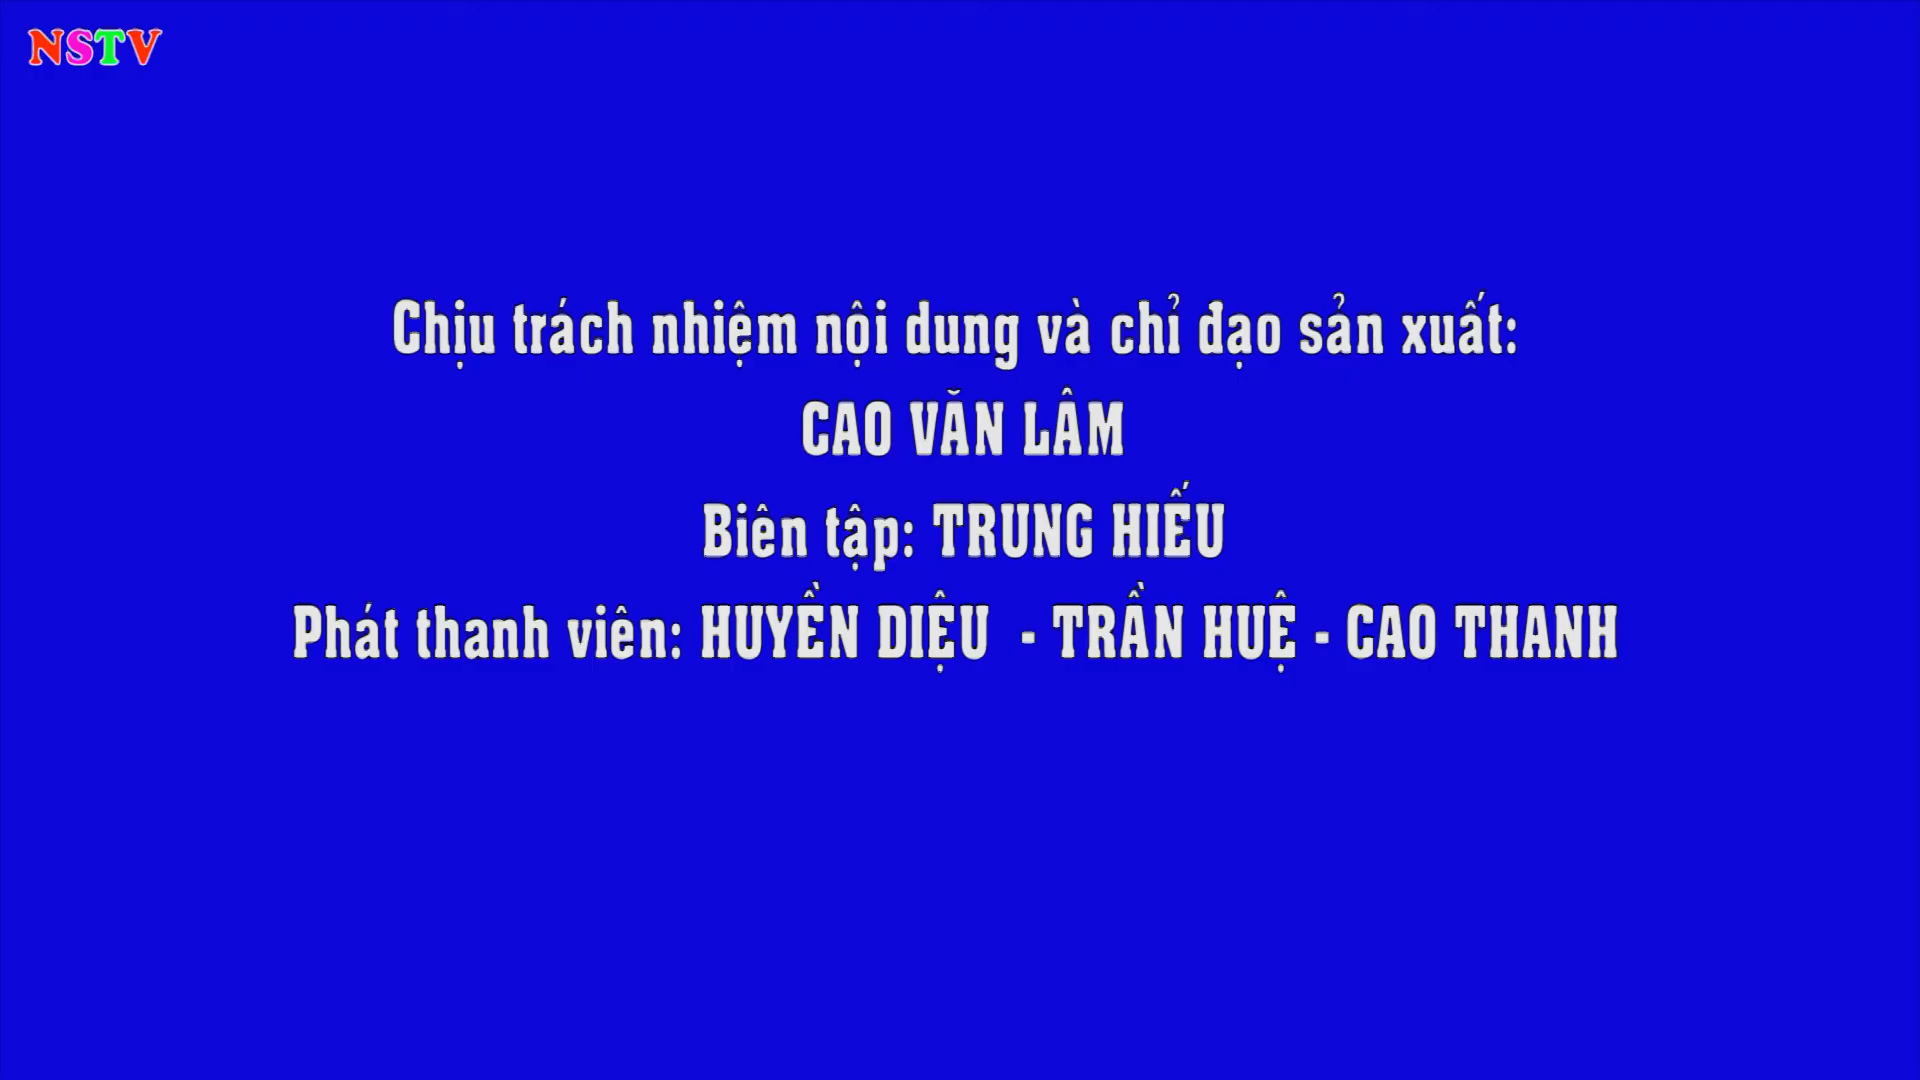 NSTV
Chịu trách nhiệm nội dung và chỉ đạo sản xuất:
CAO VĂN LÂM
Biên tập: TRUNG HIẾU
Phát thanh viên: HUYỀN DIỆU - TRẦN HUỆ - CAO THANH